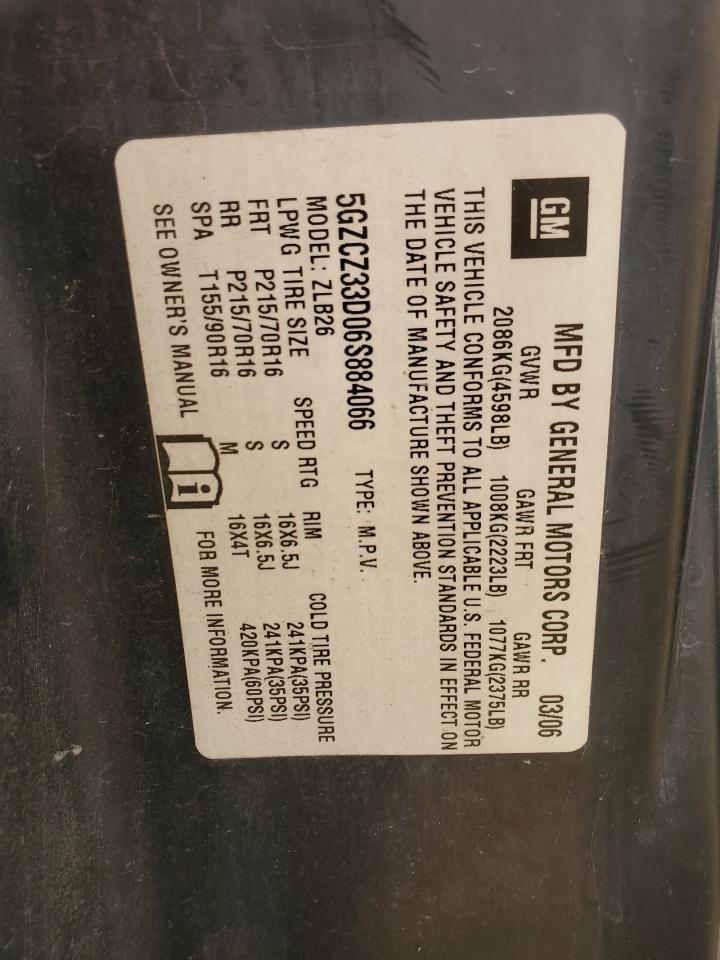 GM
MFD BY GENERAL MOTORS CORP. 03/06
GVWR GAWR FRT GAWR RR
2086KG(4598LB) 1008KG(2223LB) 1077KG(2375LB)
THIS VEHICLE CONFORMS TO ALL APPLICABLE U.S. FEDERAL MOTOR
VEHICLE SAFETY AND THEFT PREVENTION STANDARDS IN EFFECT ON
THE DATE OF MANUFACTURE SHOWN ABOVE.
5GZCZ33D06S884066 TYPE: M.P.V.
MODEL: ZLB26
LPWG TIRE SIZE SPEED RTG RIM COLD TIRE PRESSURE
FRT P215/70R16 S 16X6.5J 241KPA(35PSI)
RR P215/70R16 S 16X6.5J 241KPA(35PSI)
SPA T155/90R16 M 16X4T 420KPA(60PSI)
SEE OWNER'S MANUAL i FOR MORE INFORMATION.